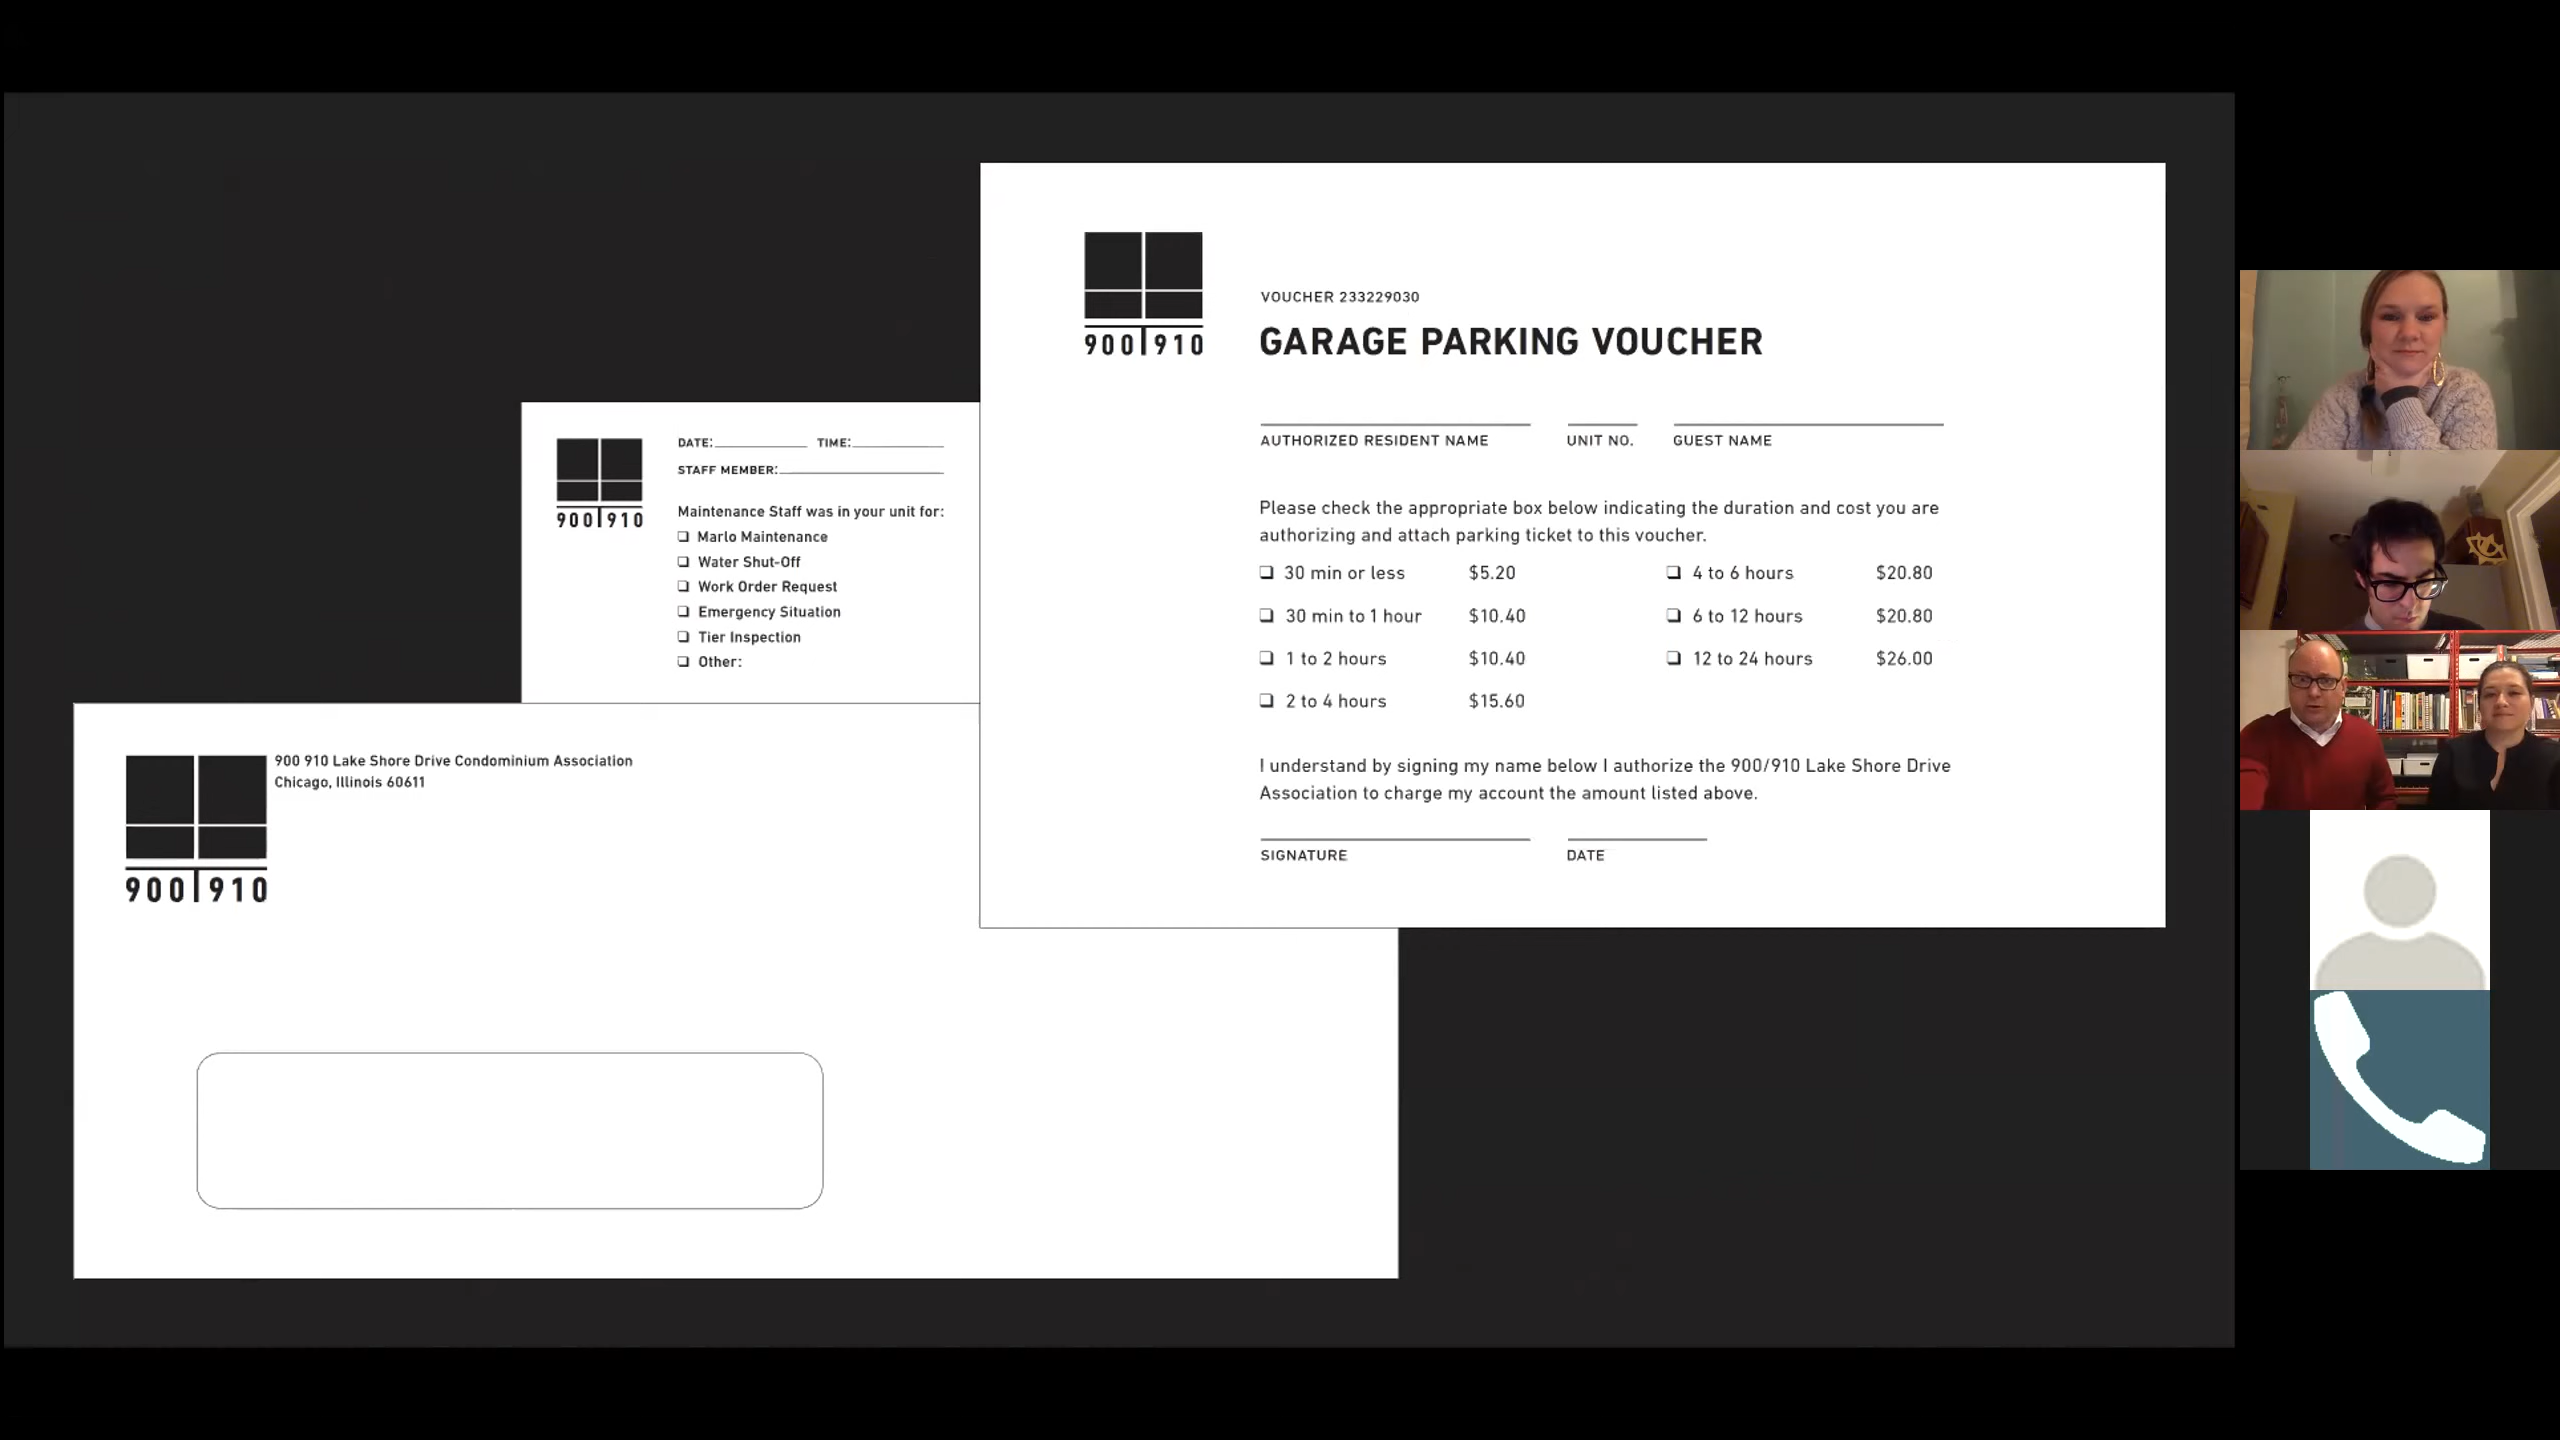 900 910
VOUCHER 233229030
GARAGE PARKING VOUCHER
AUTHORIZED RESIDENT NAME UNIT NO. GUEST NAME
Please check the appropriate box below indicating the duration and cost you are
authorizing and attach parking ticket to this voucher.
❏ 30 min or less $5.20 ❏ 4 to 6 hours $20.80
❏ 30 min to 1 hour $10.40 ❏ 6 to 12 hours $20.80
❏ 1 to 2 hours $10.40 ❏ 12 to 24 hours $26.00
❏ 2 to 4 hours $15.60
I understand by signing my name below I authorize the 900/910 Lake Shore Drive
Association to charge my account the amount listed above.
SIGNATURE DATE
900 910
DATE: TIME:
STAFF MEMBER:
Maintenance Staff was in your unit for:
❏ Marlo Maintenance
❏ Water Shut-Off
❏ Work Order Request
❏ Emergency Situation
❏ Tier Inspection
❏ Other:
900 910 Lake Shore Drive Condominium Association
Chicago, Illinois 60611
900 910